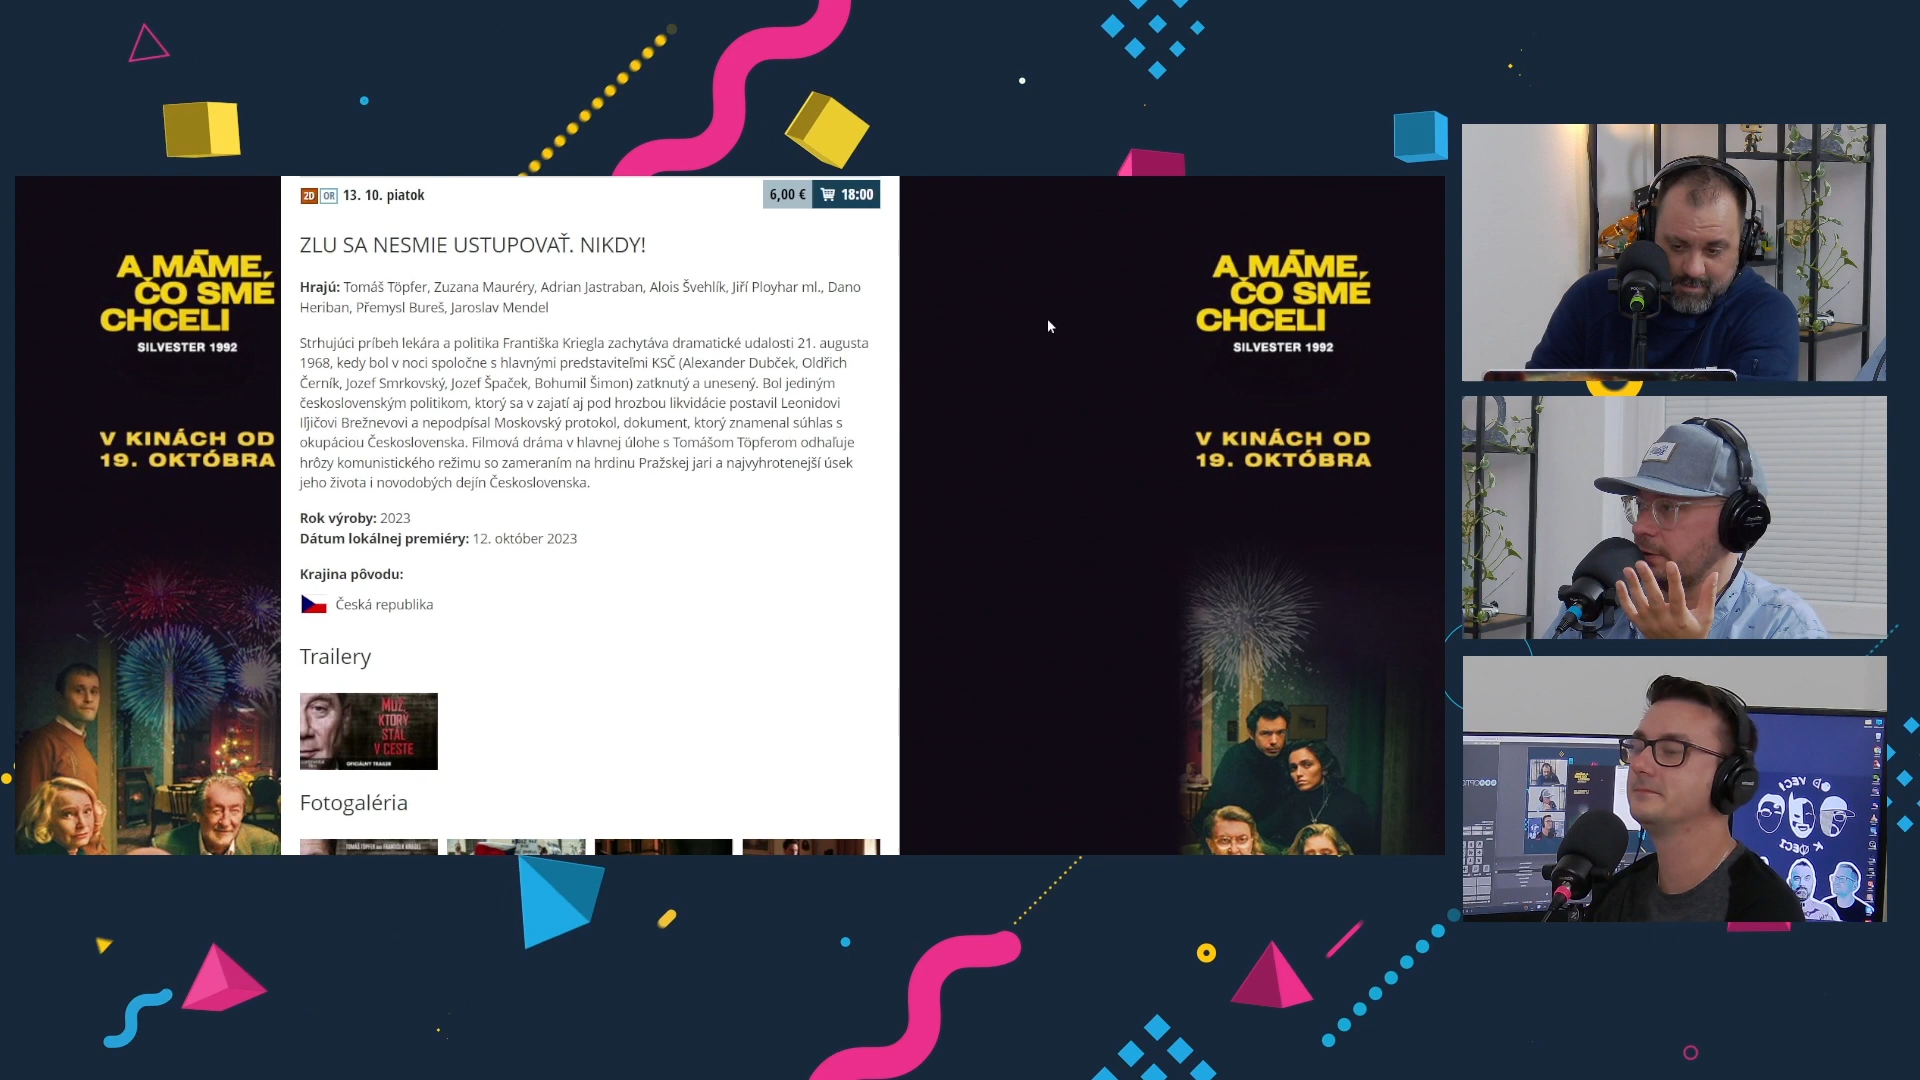 A MÁME,
ČO SME
CHCELI
SILVESTER 1992
V KINÁCH OD
19. OKTÓBRA
2D OR 13. 10. piatok 6,00 € 18:00
ZLU SA NESMIE USTUPOVAŤ. NIKDY!
Hrajú: Tomáš Töpfer, Zuzana Mauréry, Adrian Jastraban, Alois Švehlík, Jiří Ployhar ml., Dano
Heriban, Přemysl Bureš, Jaroslav Mendel
Strhujúci príbeh lekára a politika Františka Kriegla zachytáva dramatické udalosti 21. augusta
1968, kedy bol v noci spoločne s hlavnými predstaviteľmi KSČ (Alexander Dubček, Oldřich
Černík, Jozef Smrkovský, Jozef Špaček, Bohumil Šimon) zatknutý a unesený. Bol jediným
československým politikom, ktorý sa v zajatí aj pod hrozbou likvidácie postavil Leonidovi
Iľjičovi Brežnevovi a nepodpísal Moskovský protokol, dokument, ktorý znamenal súhlas s
okupáciou Československa. Filmová dráma v hlavnej úlohe s Tomášom Töpferom odhaľuje
hrôzy komunistického režimu so zameraním na hrdinu Pražskej jari a najvyhrotenejší úsek
jeho života i novodobých dejín Československa.
Rok výroby: 2023
Dátum lokálnej premiéry: 12. október 2023
Krajina pôvodu:
Česká republika
Trailery
MUŽ,
KTORÝ
STÁL
V CESTE
OFICIÁLNY TRAILER
Fotogaléria
A MÁME,
ČO SME
CHCELI
SILVESTER 1992
V KINÁCH OD
19. OKTÓBRA